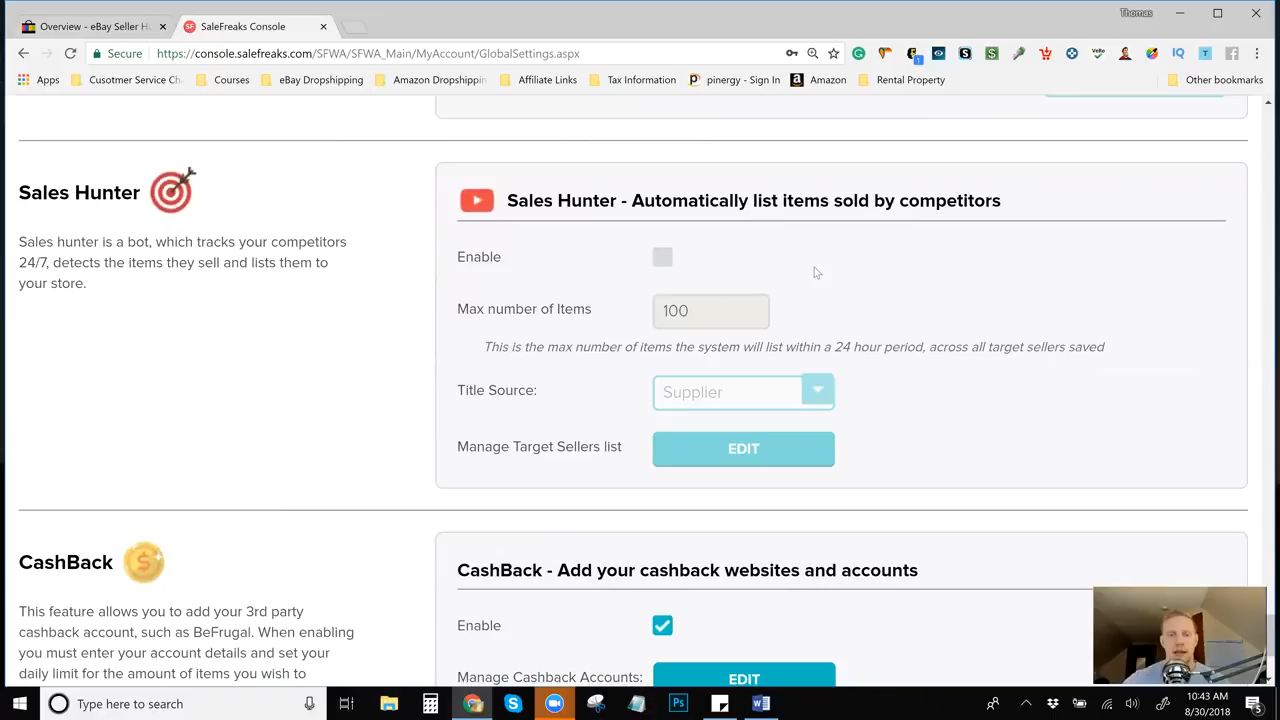 Thomas
Overview - eBay Seller Hu
SaleFreaks Console
Secure
https://console.salefreaks.com/SFWA/SFWA_Main/MyAccount/GlobalSettings.aspx
Apps
Cusotmer Service Ch
Courses
eBay Dropshipping
Amazon Dropshippin
Affiliate Links
Tax Information
pinergy - Sign In
Amazon
Rental Property
Other bookmarks
Sales Hunter
Sales hunter is a bot, which tracks your competitors
24/7, detects the items they sell and lists them to
your store.
Sales Hunter - Automatically list items sold by competitors
Enable
Max number of Items
100
This is the max number of items the system will list within a 24 hour period, across all target sellers saved
Title Source:
Supplier
Manage Target Sellers list
EDIT
CashBack
This feature allows you to add your 3rd party
cashback account, such as BeFrugal. When enabling
you must enter your account details and set your
daily limit for the amount of items you wish to
CashBack - Add your cashback websites and accounts
Enable
Manage Cashback Accounts:
EDIT
Type here to search
10:43 AM
8/30/2018